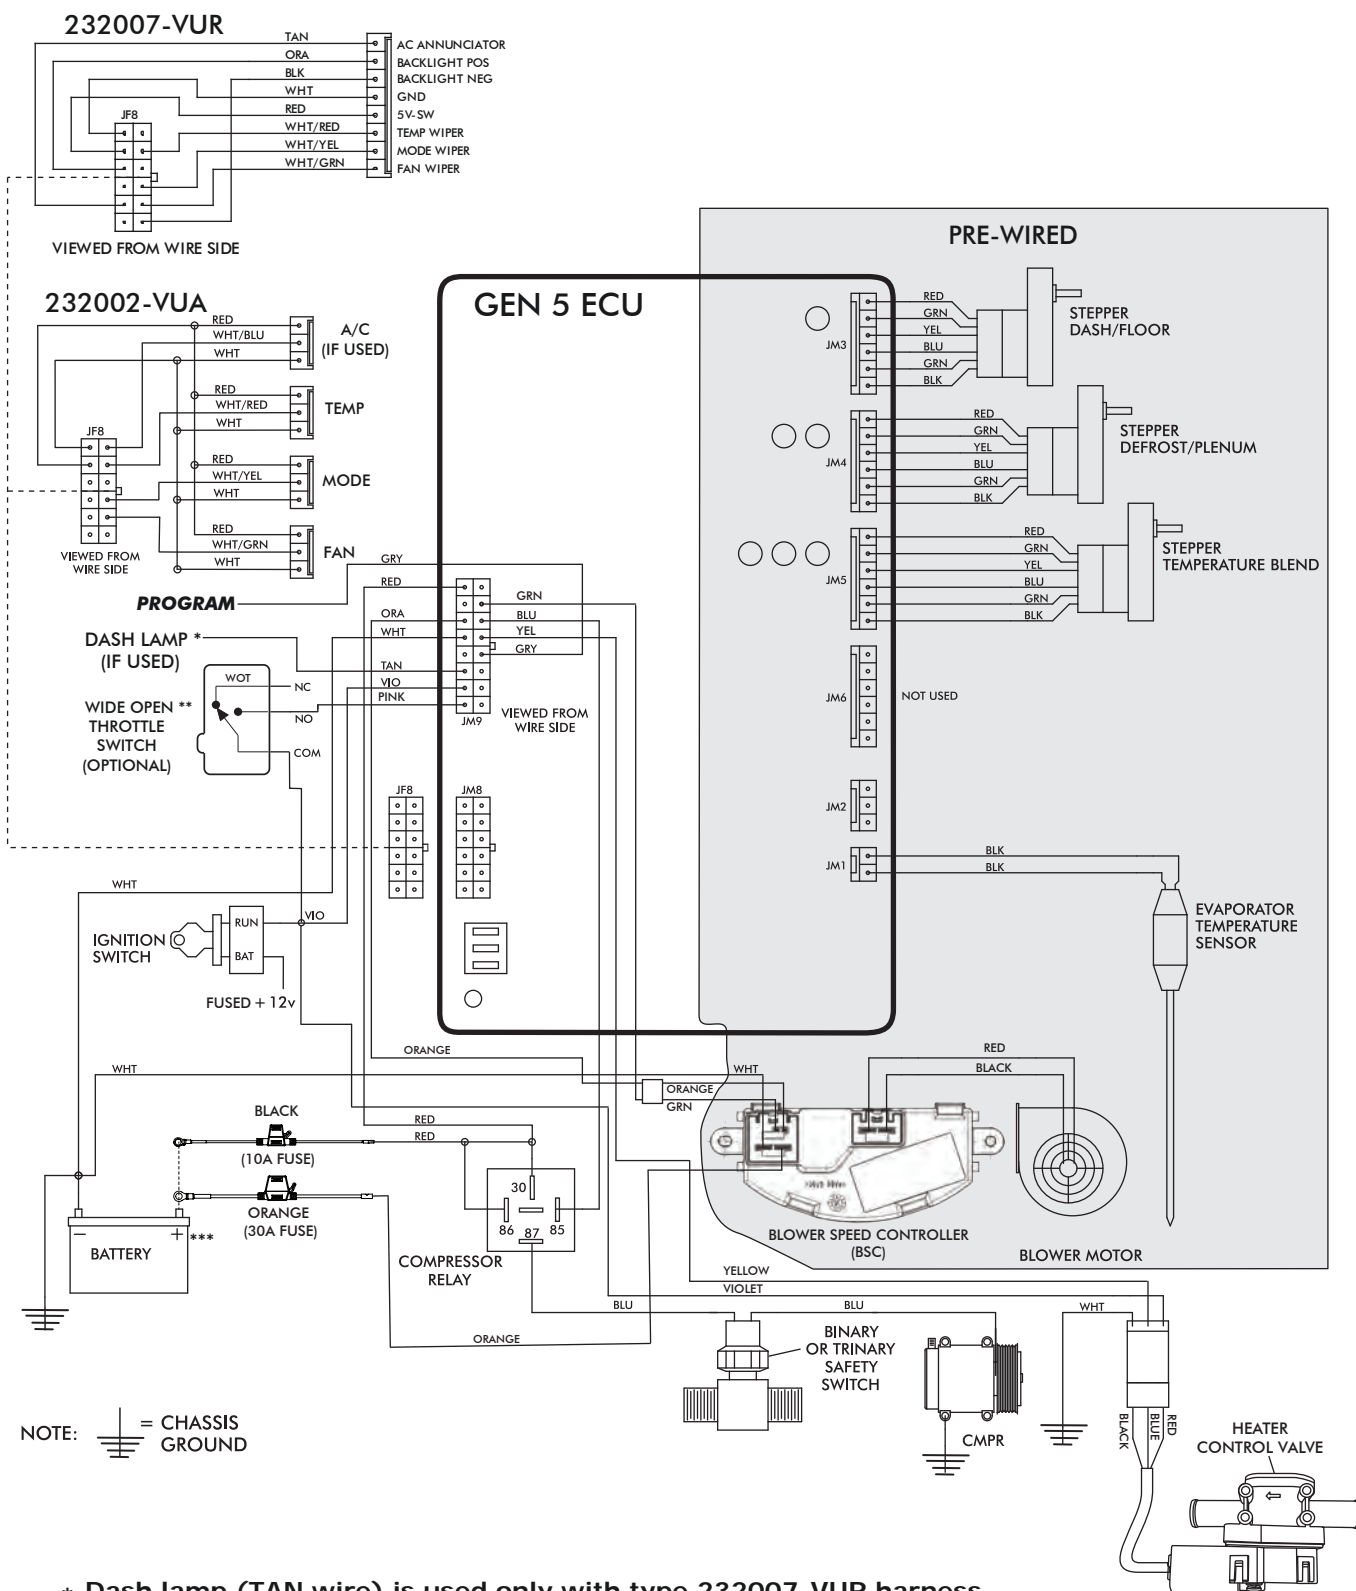 232007-VUR
TAN
ORA
BLK
WHT
RED
WHT/RED
WHT/YEL
WHT/GRN
AC ANNUNCIATOR
BACKLIGHT POS
BACKLIGHT NEG
GND
5V-SW
TEMP WIPER
MODE WIPER
FAN WIPER
JF8
VIEWED FROM WIRE SIDE
232002-VUA
RED
WHT/BLU
WHT
A/C
(IF USED)
RED
WHT/RED
WHT
TEMP
JF8
RED
WHT/YEL
WHT
MODE
RED
WHT/GRN
WHT
FAN
VIEWED FROM
WIRE SIDE
GEN 5 ECU
PRE-WIRED
JM3
RED
GRN
YEL
BLU
GRN
BLK
STEPPER
DASH/FLOOR
JM4
RED
GRN
YEL
BLU
GRN
BLK
STEPPER
DEFROST/PLENUM
JM5
RED
GRN
YEL
BLU
GRN
BLK
STEPPER
TEMPERATURE BLEND
JM6
NOT USED
JM2
JM1
BLK
BLK
EVAPORATOR
TEMPERATURE
SENSOR
GRY
RED
PROGRAM
ORA
WHT
DASH LAMP *
(IF USED)
TAN
VIO
PINK
GRN
BLU
YEL
GRY
JM9
VIEWED FROM
WIRE SIDE
WOT
NC
NO
COM
WIDE OPEN **
THROTTLE
SWITCH
(OPTIONAL)
JF8
JM8
WHT
VIO
IGNITION
SWITCH
RUN
BAT
FUSED + 12v
ORANGE
WHT
WHT
ORANGE
GRN
RED
BLACK
BLACK
(10A FUSE)
RED
RED
ORANGE
(30A FUSE)
BATTERY
−
+ ***
30
86
87
85
COMPRESSOR
RELAY
BLOWER SPEED CONTROLLER
(BSC)
BLOWER MOTOR
YELLOW
VIOLET
BLU
BLU
WHT
ORANGE
BINARY
OR TRINARY
SAFETY
SWITCH
CMPR
BLACK
BLUE
RED
HEATER
CONTROL VALVE
NOTE:
= CHASSIS
GROUND
* Dash lamp (TAN wire) is used only with type 232007-VUR harness